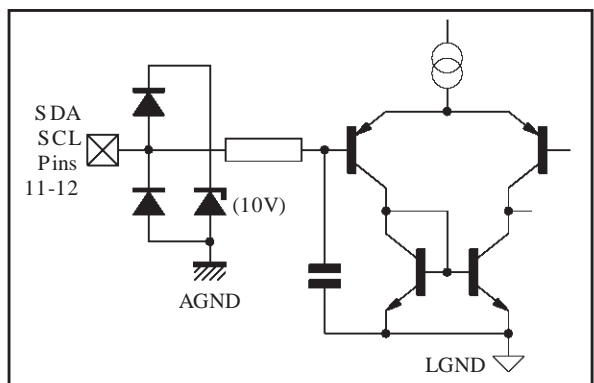 SDA
SCL
Pins
11-12
(10V)
AGND
LGND